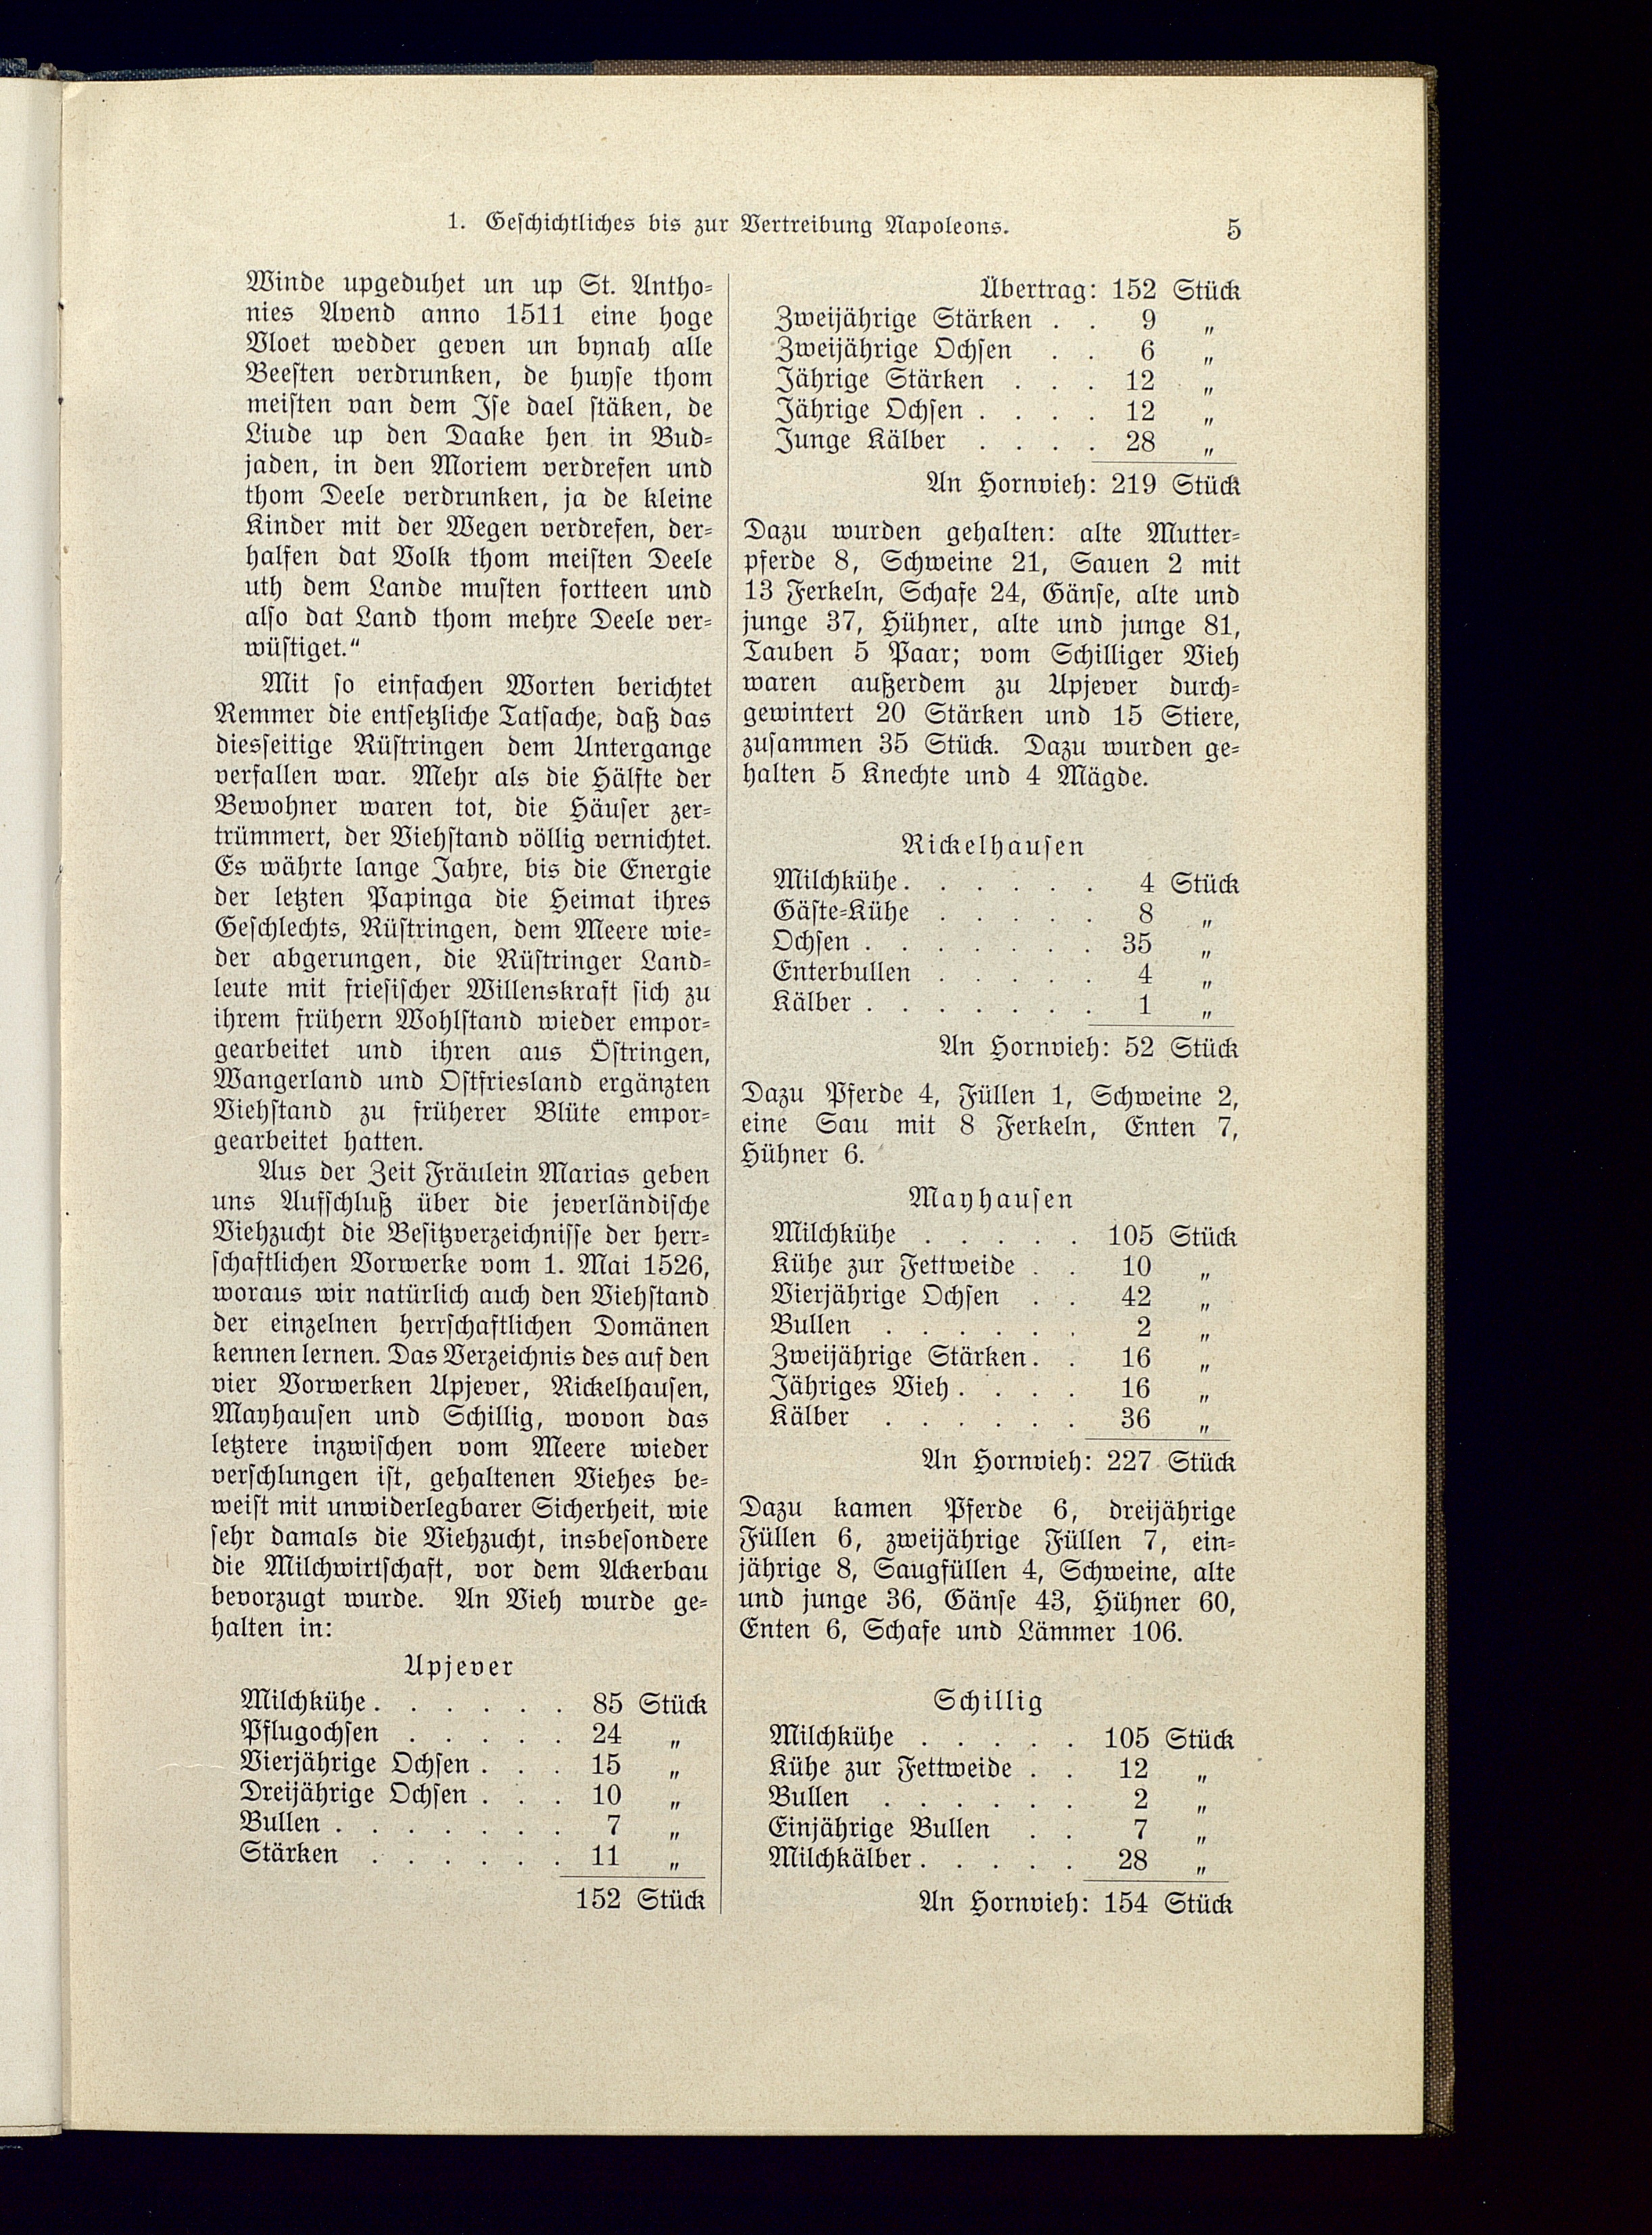 1. Geschichtliches bis zur Vertreibung Napoleons.
5
Winde upgeduhet un up St. Antho-
nies Avend anno 1511 eine hoge
Vloet wedder geven un bynah alle
Beesten verdrunken, de huyse thom
meisten van dem Ise dael stäken, de
Liude up den Daake hen in Bud-
jaden, in den Moriem verdrefen und
thom Deele verdrunken, ja de kleine
Kinder mit der Wegen verdrefen, der-
halfen dat Volk thom meisten Deele
uth dem Lande musten fortteen und
also dat Land thom mehre Deele ver-
wüstiget.“
Mit so einfachen Worten berichtet
Remmer die entsetzliche Tatsache, daß das
diesseitige Rüstringen dem Untergange
verfallen war. Mehr als die Hälfte der
Bewohner waren tot, die Häuser zer-
trümmert, der Viehstand völlig vernichtet.
Es währte lange Jahre, bis die Energie
der letzten Papinga die Heimat ihres
Geschlechts, Rüstringen, dem Meere wie-
der abgerungen, die Rüstringer Land-
leute mit friesischer Willenskraft sich zu
ihrem frühern Wohlstand wieder empor-
gearbeitet und ihren aus Östringen,
Wangerland und Ostfriesland ergänzten
Viehstand zu früherer Blüte empor-
gearbeitet hatten.
Aus der Zeit Fräulein Marias geben
uns Aufschluß über die jeverländische
Viehzucht die Besitzverzeichnisse der herr-
schaftlichen Vorwerke vom 1. Mai 1526,
woraus wir natürlich auch den Viehstand
der einzelnen herrschaftlichen Domänen
kennen lernen. Das Verzeichnis des auf den
vier Vorwerken Upjever, Rickelhausen,
Mayhausen und Schillig, wovon das
letztere inzwischen vom Meere wieder
verschlungen ist, gehaltenen Viehes be-
weist mit unwiderlegbarer Sicherheit, wie
sehr damals die Viehzucht, insbesondere
die Milchwirtschaft, vor dem Ackerbau
bevorzugt wurde. An Vieh wurde ge-
halten in:
Upjever
Milchkühe . . . . . . 85 Stück
Pflugochsen . . . . . 24 „
Vierjährige Ochsen . . . 15 „
Dreijährige Ochsen . . . 10 „
Bullen . . . . . . . 7 „
Stärken . . . . . . 11 „
152 Stück
Übertrag: 152 Stück
Zweijährige Stärken . . 9 „
Zweijährige Ochsen . . 6 „
Jährige Stärken . . . 12 „
Jährige Ochsen . . . . 12 „
Junge Kälber . . . . 28 „
An Hornvieh: 219 Stück
Dazu wurden gehalten: alte Mutter-
pferde 8, Schweine 21, Sauen 2 mit
13 Ferkeln, Schafe 24, Gänse, alte und
junge 37, Hühner, alte und junge 81,
Tauben 5 Paar; vom Schilliger Vieh
waren außerdem zu Upjever durch-
gewintert 20 Stärken und 15 Stiere,
zusammen 35 Stück. Dazu wurden ge-
halten 5 Knechte und 4 Mägde.
Rickelhausen
Milchkühe . . . . . . 4 Stück
Gäste-Kühe . . . . . 8 „
Ochsen . . . . . . . 35 „
Enterbullen . . . . . 4 „
Kälber . . . . . . . 1 „
An Hornvieh: 52 Stück
Dazu Pferde 4, Füllen 1, Schweine 2,
eine Sau mit 8 Ferkeln, Enten 7,
Hühner 6.
Mayhausen
Milchkühe . . . . . 105 Stück
Kühe zur Fettweide . . 10 „
Vierjährige Ochsen . . 42 „
Bullen . . . . . . 2 „
Zweijährige Stärken . . 16 „
Jähriges Vieh . . . . 16 „
Kälber . . . . . . 36 „
An Hornvieh: 227 Stück
Dazu kamen Pferde 6, dreijährige
Füllen 6, zweijährige Füllen 7, ein-
jährige 8, Saugfüllen 4, Schweine, alte
und junge 36, Gänse 43, Hühner 60,
Enten 6, Schafe und Lämmer 106.
Schillig
Milchkühe . . . . . 105 Stück
Kühe zur Fettweide . . 12 „
Bullen . . . . . . 2 „
Einjährige Bullen . . 7 „
Milchkälber . . . . . 28 „
An Hornvieh: 154 Stück